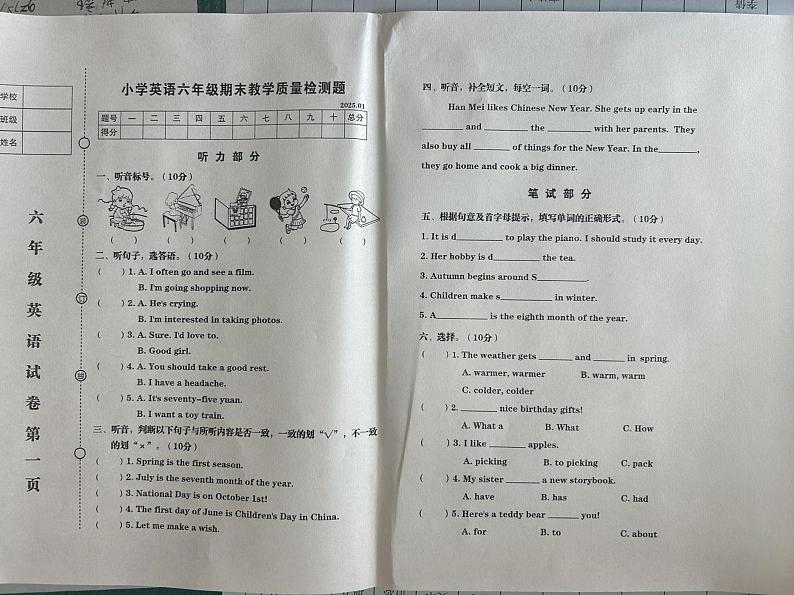 学校
班级
姓名
六年级英语试卷第一页
装
订
线
小学英语六年级期末教学质量检测题
2025.01
题号 一 二 三 四 五 六 七 八 九 十 总分
得分
听力部分
一、听音标号。(10分)
( ) ( ) ( ) ( ) ( )
二、听句子，选答语。(10分)
( ) 1. A. I often go and see a film.
B. I'm going shopping now.
( ) 2. A. He's crying.
B. I'm interested in taking photos.
( ) 3. A. Sure. I'd love to.
B. Good girl.
( ) 4. A. You should take a good rest.
B. I have a headache.
( ) 5. A. It's seventy-five yuan.
B. I want a toy train.
三、听音，判断以下句子与所听内容是否一致，一致的划“√”，不一致
的划“×”。(10分)
( ) 1. Spring is the first season.
( ) 2. July is the seventh month of the year.
( ) 3. National Day is on October 1st!
( ) 4. The first day of June is Children's Day in China.
( ) 5. Let me make a wish.
四、听音，补全短文，每空一词。(10分)
Han Mei likes Chinese New Year. She gets up early in the
________ and ________ the ________ with her parents. They
also buy all ________ of things for the New Year. In the________,
they go home and cook a big dinner.
笔试部分
五、根据句意及首字母提示，填写单词的正确形式。(10分)
1. It is d__________ to play the piano. I should study it every day.
2. Her hobby is d__________ the tea.
3. Autumn begins around S__________.
4. Children make s__________ in winter.
5. A__________ is the eighth month of the year.
六、选择。(10分)
( ) 1. The weather gets _______ and _______ in spring.
A. warmer, warmer B. warm, warm
C. colder, colder
( ) 2. _______ nice birthday gifts!
A. What a B. What C. How
( ) 3. I like _______ apples.
A. picking B. to picking C. pack
( ) 4. My sister _______ a new storybook.
A. have B. has C. had
( ) 5. Here's a teddy bear _______ you!
A. for B. to C. about